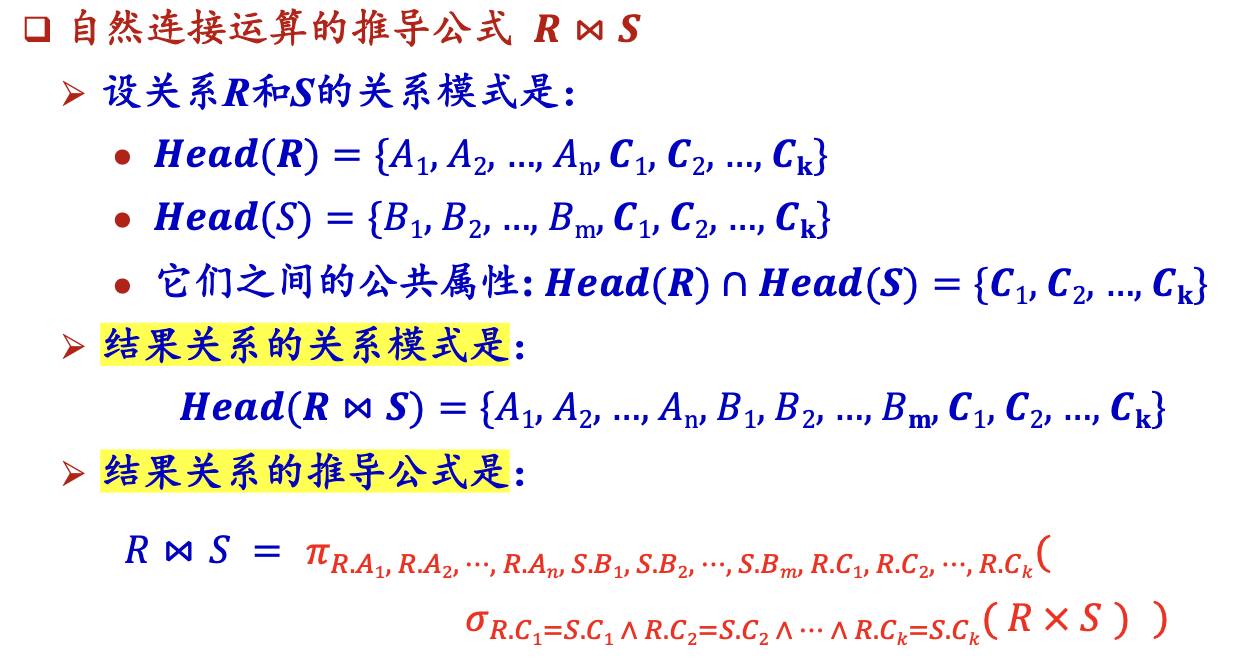 ❑ 自然连接运算的推导公式 R ⋈ S
➢ 设关系R和S的关系模式是：
● Head(R) = {A₁, A₂, …, Aₙ, C₁, C₂, …, Cₖ}
● Head(S) = {B₁, B₂, …, Bₘ, C₁, C₂, …, Cₖ}
● 它们之间的公共属性: Head(R) ∩ Head(S) = {C₁, C₂, …, Cₖ}
➢ 结果关系的关系模式是：
Head(R ⋈ S) = {A₁, A₂, …, Aₙ, B₁, B₂, …, Bₘ, C₁, C₂, …, Cₖ}
➢ 结果关系的推导公式是：
R ⋈ S = π R.A₁, R.A₂, ⋯, R.Aₙ, S.B₁, S.B₂, ⋯, S.Bₘ, R.C₁, R.C₂, ⋯, R.Cₖ (
σ R.C₁=S.C₁ ∧ R.C₂=S.C₂ ∧ ⋯ ∧ R.Cₖ=S.Cₖ ( R × S ) )